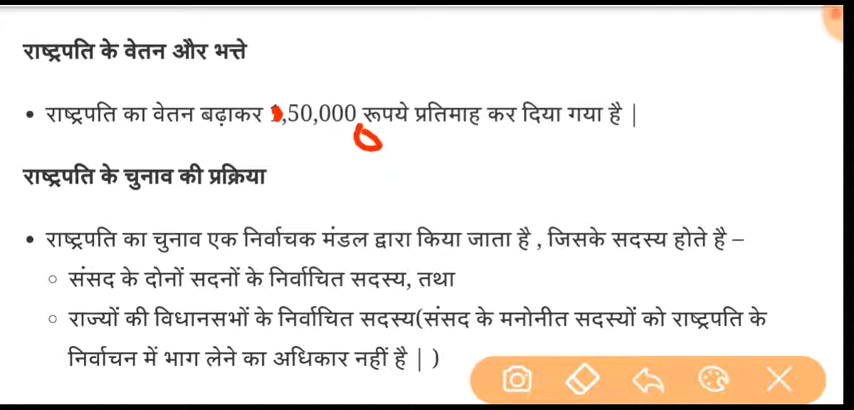 राष्ट्रपति के वेतन और भत्ते
• राष्ट्रपति का वेतन बढ़ाकर ,50,000 रूपये प्रतिमाह कर दिया गया है |
राष्ट्रपति के चुनाव की प्रक्रिया
• राष्ट्रपति का चुनाव एक निर्वाचक मंडल द्वारा किया जाता है , जिसके सदस्य होते है –
○ संसद के दोनों सदनों के निर्वाचित सदस्य, तथा
○ राज्यों की विधानसभों के निर्वाचित सदस्य(संसद के मनोनीत सदस्यों को राष्ट्रपति के
निर्वाचन में भाग लेने का अधिकार नहीं है | )